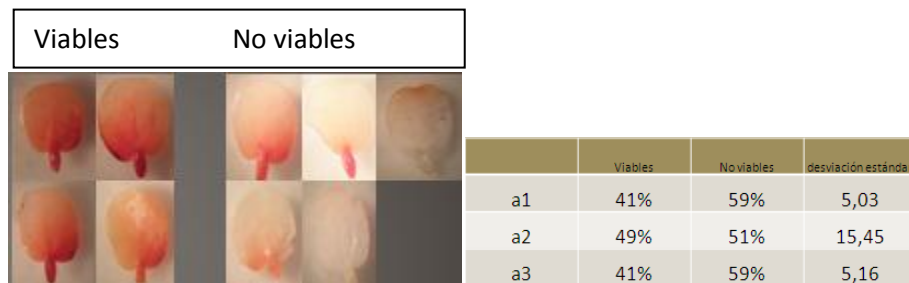 Viables No viables
Viables No viables desviación estánda
a1 41% 59% 5,03
a2 49% 51% 15,45
a3 41% 59% 5,16